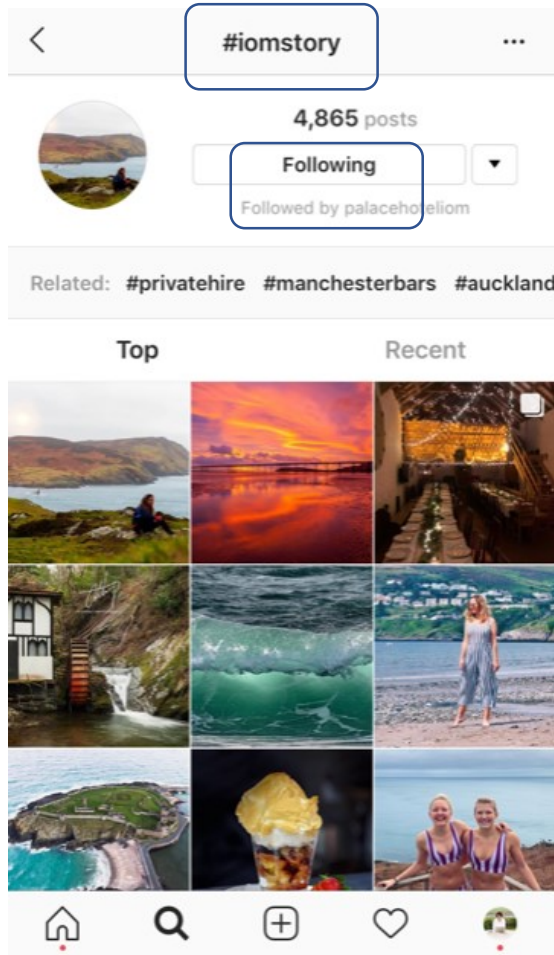 #iomstory
4,865 posts
Following
Followed by palacehoteliom
Related: #privatehire #manchesterbars #auckland
Top Recent